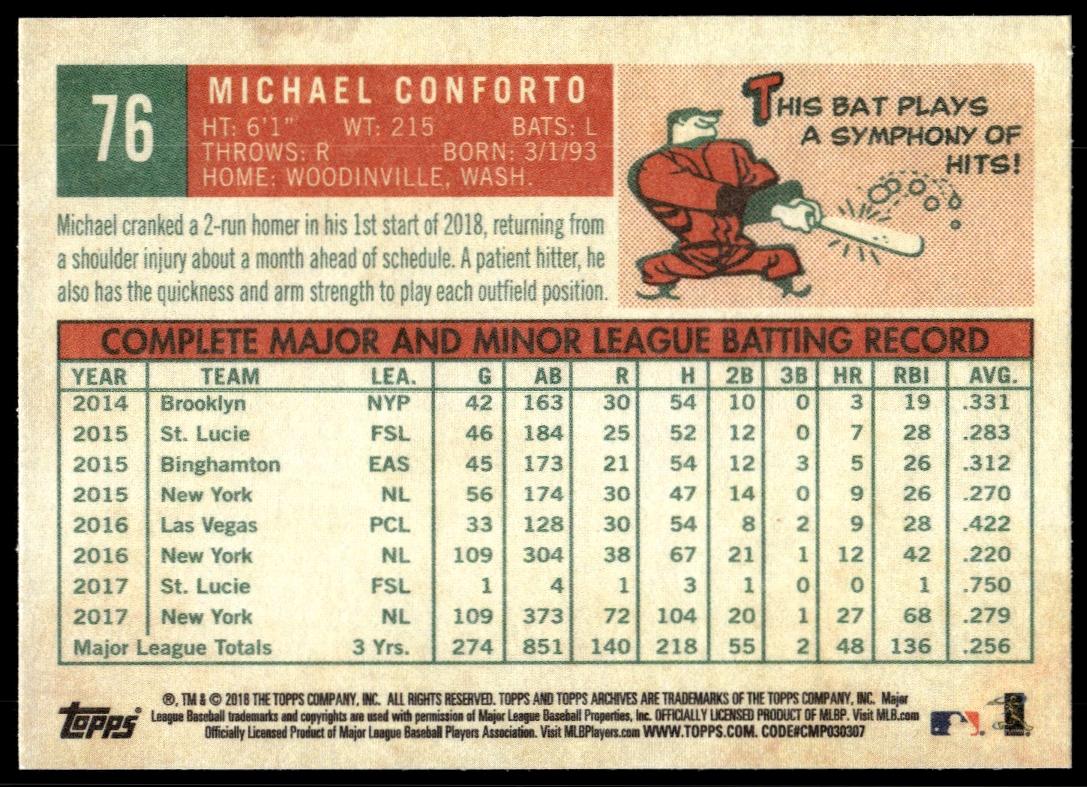 76
MICHAEL CONFORTO
HT: 6'1" WT: 215 BATS: L
THROWS: R BORN: 3/1/93
HOME: WOODINVILLE, WASH.
THIS BAT PLAYS
A SYMPHONY OF
HITS!
Michael cranked a 2-run homer in his 1st start of 2018, returning from
a shoulder injury about a month ahead of schedule. A patient hitter, he
also has the quickness and arm strength to play each outfield position.
COMPLETE MAJOR AND MINOR LEAGUE BATTING RECORD
YEAR TEAM LEA. G AB R H 2B 3B HR RBI AVG.
2014 Brooklyn NYP 42 163 30 54 10 0 3 19 .331
2015 St. Lucie FSL 46 184 25 52 12 0 7 28 .283
2015 Binghamton EAS 45 173 21 54 12 3 5 26 .312
2015 New York NL 56 174 30 47 14 0 9 26 .270
2016 Las Vegas PCL 33 128 30 54 8 2 9 28 .422
2016 New York NL 109 304 38 67 21 1 12 42 .220
2017 St. Lucie FSL 1 4 1 3 1 0 0 1 .750
2017 New York NL 109 373 72 104 20 1 27 68 .279
Major League Totals 3 Yrs. 274 851 140 218 55 2 48 136 .256
topps
®, TM & © 2018 THE TOPPS COMPANY, INC. ALL RIGHTS RESERVED. TOPPS AND TOPPS ARCHIVES ARE TRADEMARKS OF THE TOPPS COMPANY, INC. Major
League Baseball trademarks and copyrights are used with permission of Major League Baseball Properties, Inc. OFFICIALLY LICENSED PRODUCT OF MLBP. Visit MLB.com
Officially Licensed Product of Major League Baseball Players Association. Visit MLBPlayers.com WWW.TOPPS.COM. CODE#CMP030307